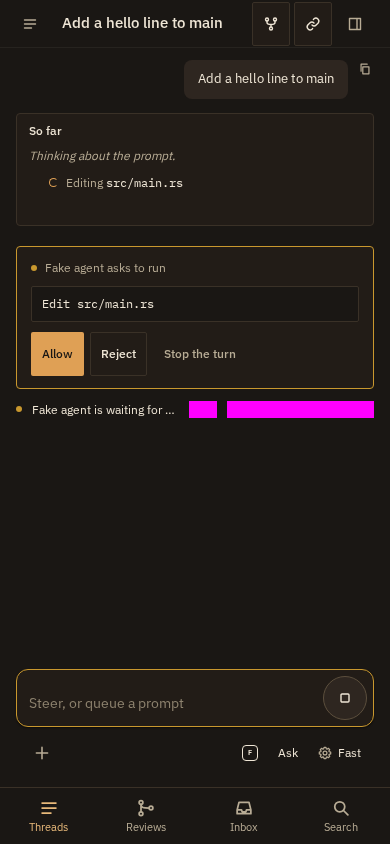 Add a hello line to main
Add a hello line to main
So far
Thinking about the prompt.
Editing src/main.rs
Fake agent asks to run
Edit src/main.rs
Allow
Reject
Stop the turn
Fake agent is waiting for ...
Steer, or queue a prompt
F
Ask
Fast
Threads
Reviews
Inbox
Search